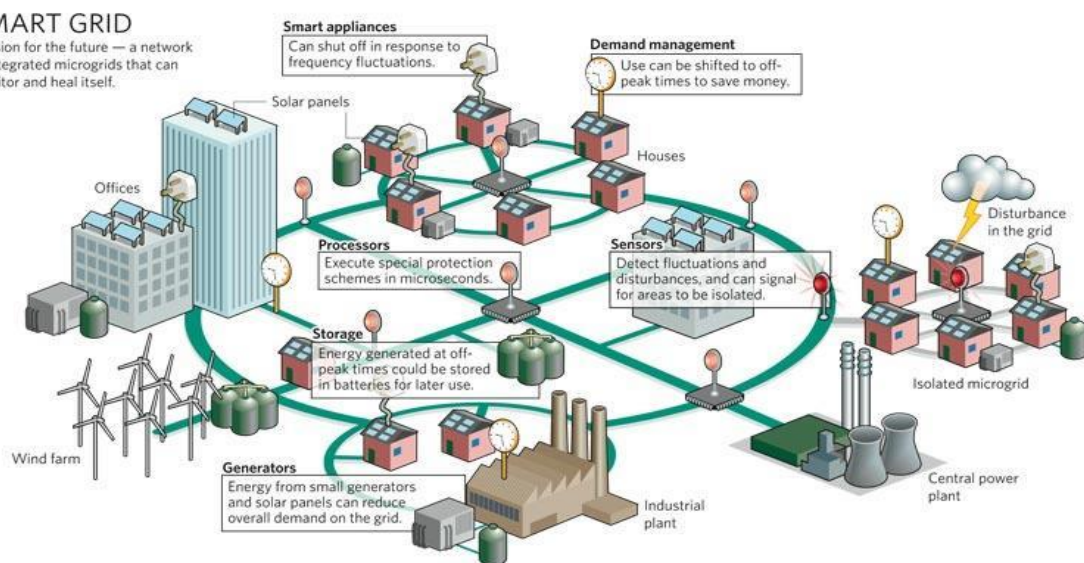 MART GRID
sion for the future — a network
tegrated microgrids that can
itor and heal itself.
Smart appliances
Can shut off in response to
frequency fluctuations.
Demand management
Use can be shifted to off-
peak times to save money.
Solar panels
Houses
Offices
Disturbance
in the grid
Processors
Execute special protection
schemes in microseconds.
Sensors
Detect fluctuations and
disturbances, and can signal
for areas to be isolated.
Storage
Energy generated at off-
peak times could be stored
in batteries for later use.
Isolated microgrid
Wind farm
Generators
Energy from small generators
and solar panels can reduce
overall demand on the grid.
Industrial
plant
Central power
plant